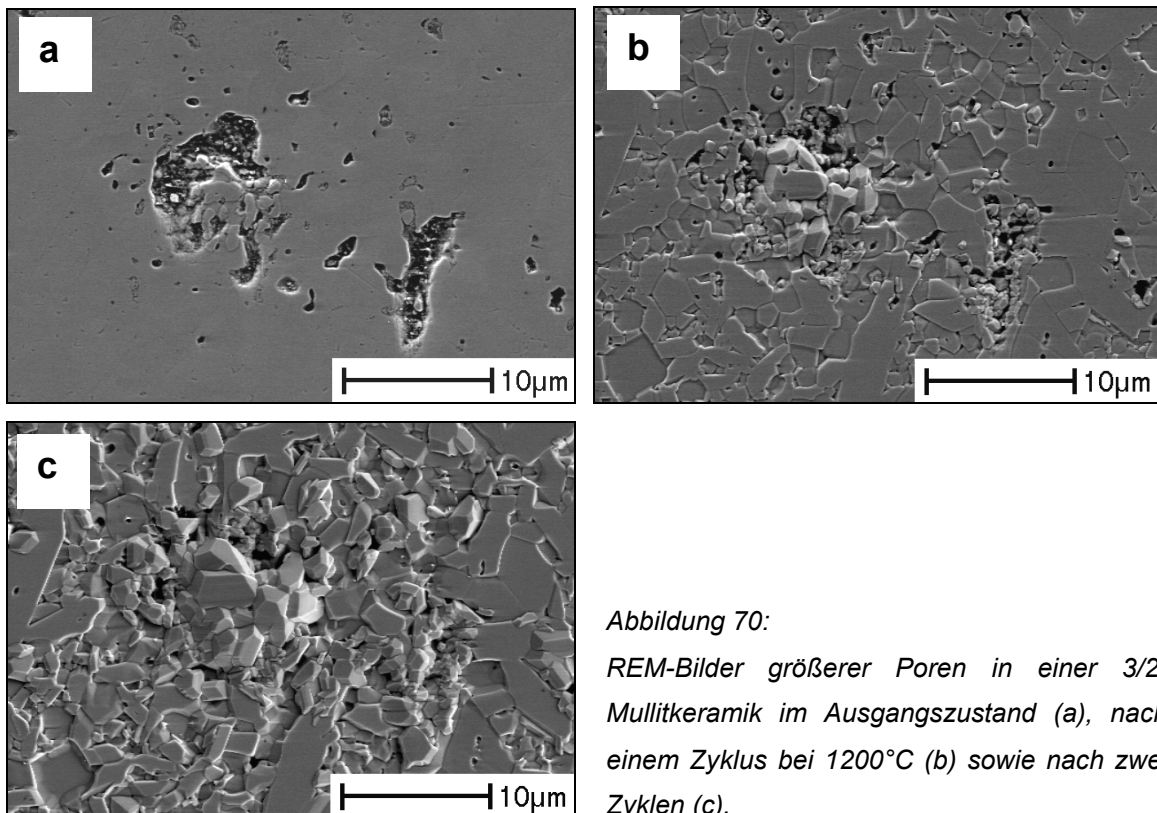 a
b
10µm
10µm
c
10µm
Abbildung 70:
REM-Bilder größerer Poren in einer 3/2
Mullitkeramik im Ausgangszustand (a), nach
einem Zyklus bei 1200°C (b) sowie nach zwe
Zyklen (c).